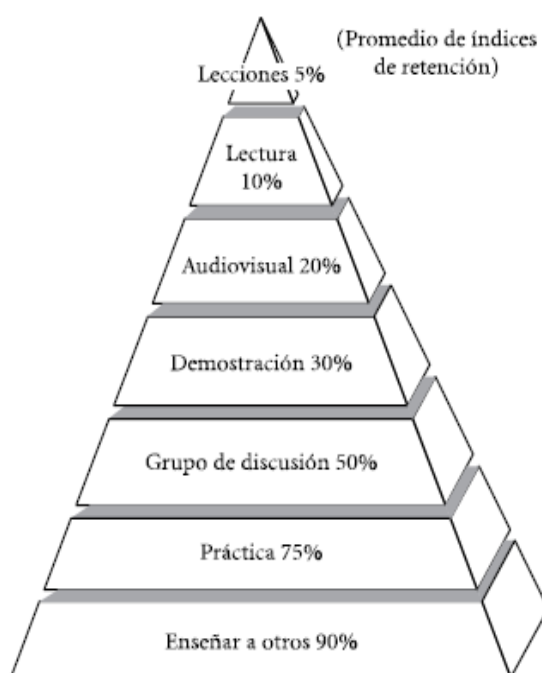 (Promedio de índices
de retención)
Lecciones 5%
Lectura
10%
Audiovisual 20%
Demostración 30%
Grupo de discusión 50%
Práctica 75%
Enseñar a otros 90%